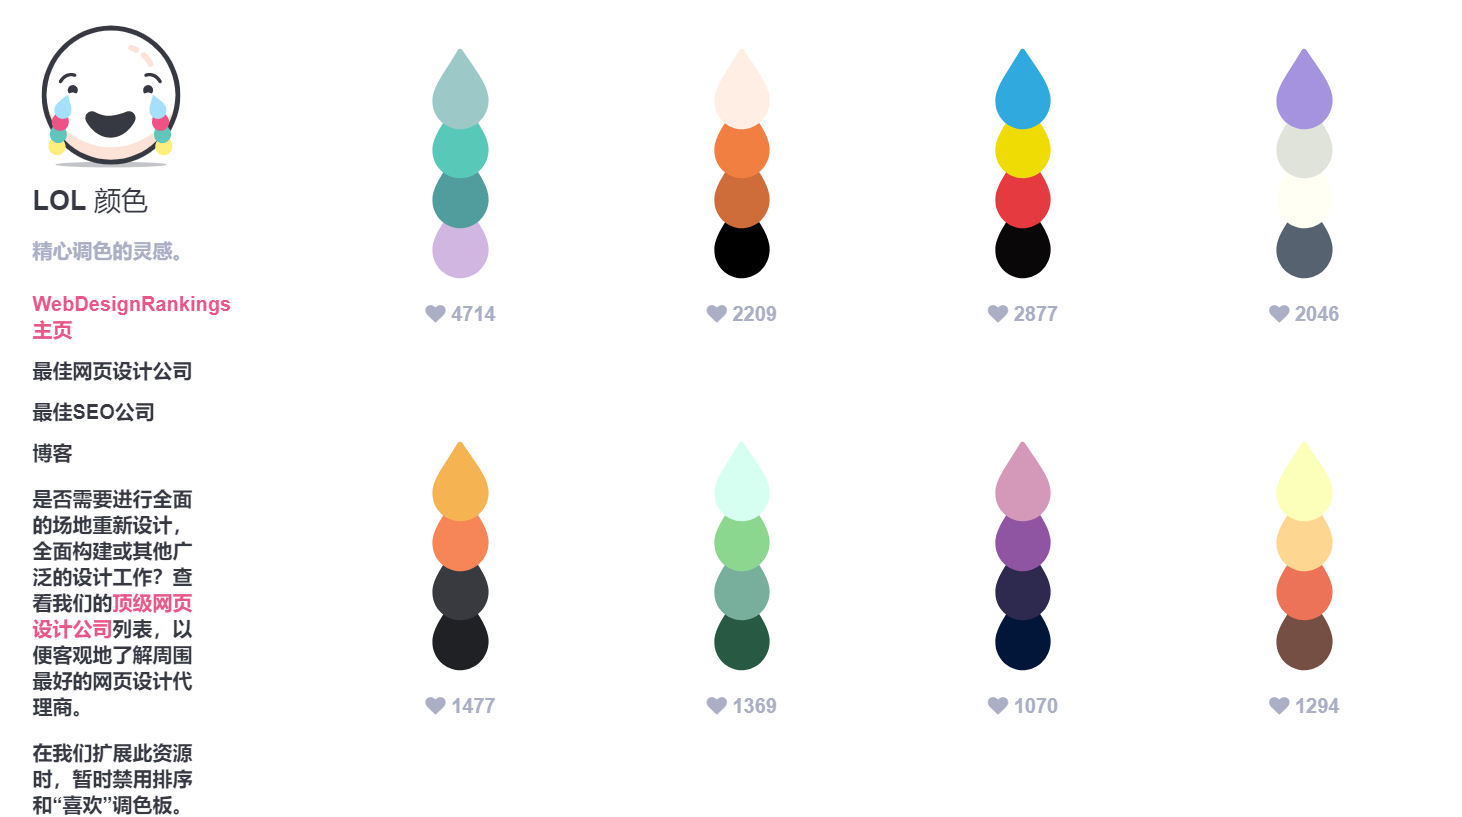 LOL 颜色
精心调色的灵感。
WebDesignRankings
主页
最佳网页设计公司
最佳SEO公司
博客
是否需要进行全面
的场地重新设计，
全面构建或其他广
泛的设计工作？查
看我们的顶级网页
设计公司列表，以
便客观地了解周围
最好的网页设计代
理商。
在我们扩展此资源
时，暂时禁用排序
和“喜欢”调色板。
4714
2209
2877
2046
1477
1369
1070
1294